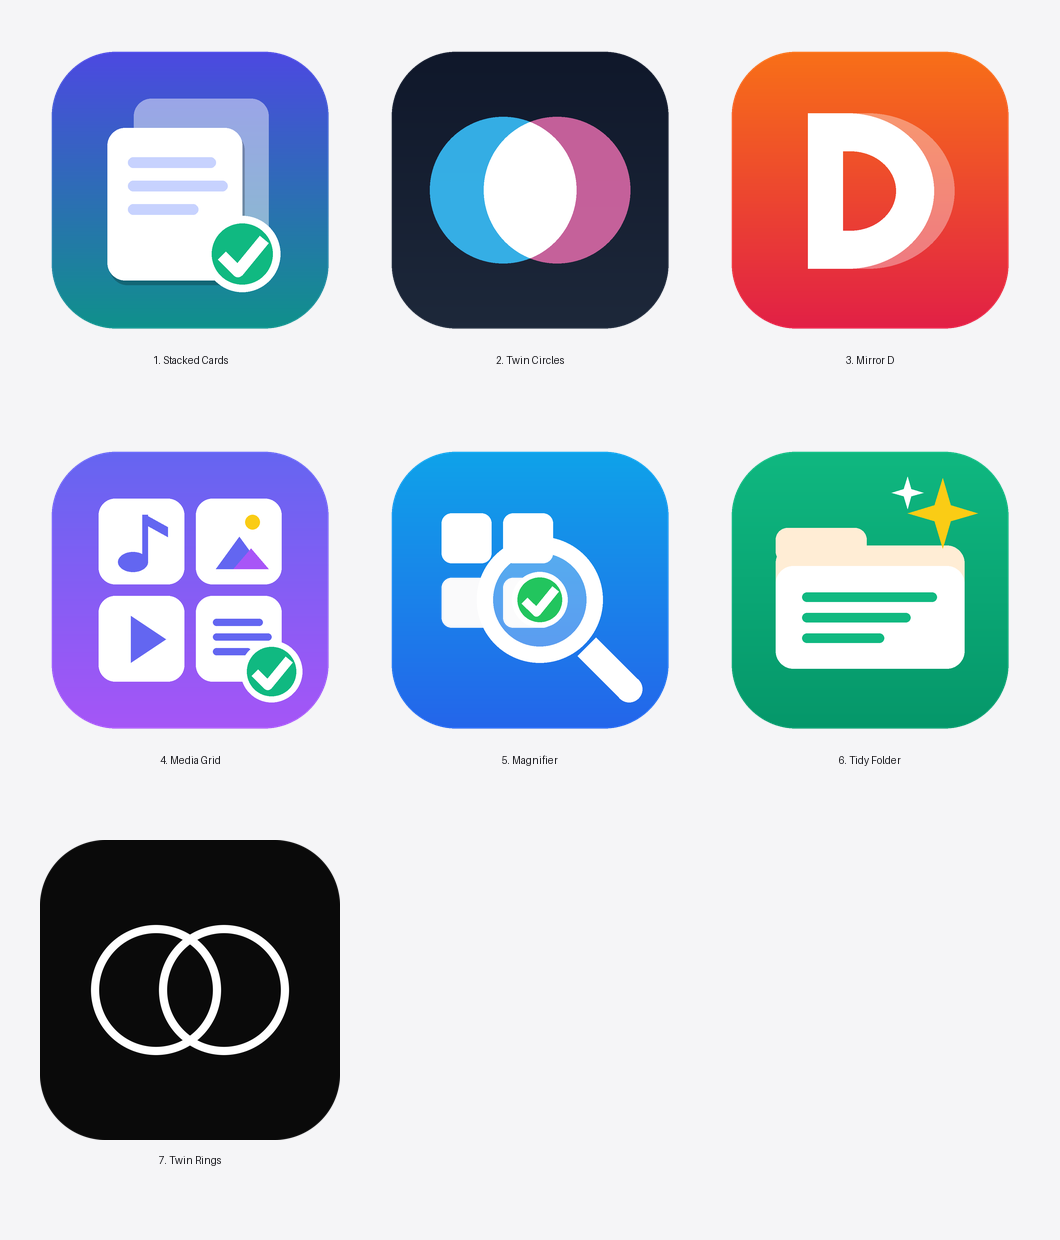 1. Stacked Cards
2. Twin Circles
3. Mirror D
D
4. Media Grid
5. Magnifier
6. Tidy Folder
7. Twin Rings